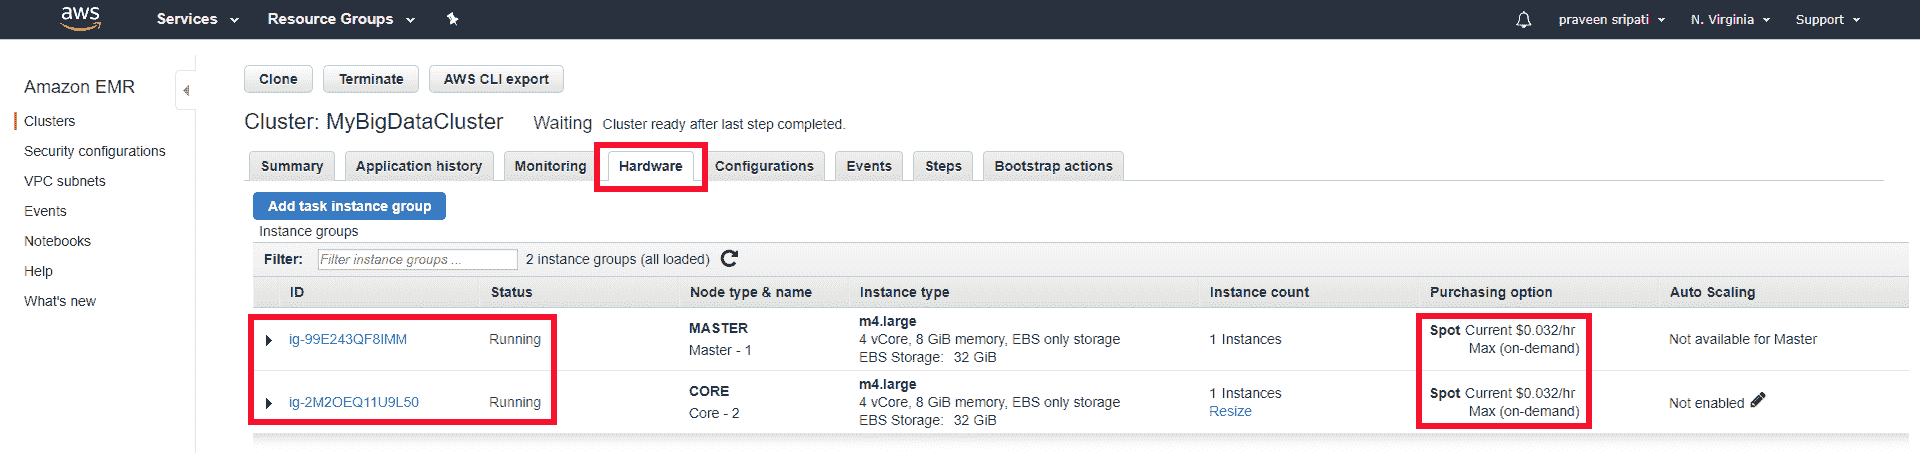 aws Services Resource Groups praveen sripati N. Virginia Support
Amazon EMR
Clusters
Security configurations
VPC subnets
Events
Notebooks
Help
What's new
Clone Terminate AWS CLI export
Cluster: MyBigDataCluster Waiting Cluster ready after last step completed.
Summary Application history Monitoring Hardware Configurations Events Steps Bootstrap actions
Add task instance group
Instance groups
Filter: Filter instance groups ... 2 instance groups (all loaded)
ID Status Node type & name Instance type Instance count Purchasing option Auto Scaling
ig-99E243QF8IMM Running MASTER m4.large 1 Instances Spot Current $0.032/hr Not available for Master
Master - 1 4 vCore, 8 GiB memory, EBS only storage Max (on-demand)
EBS Storage: 32 GiB
ig-2M2OEQ11U9L50 Running CORE m4.large 1 Instances Spot Current $0.032/hr Not enabled
Core - 2 4 vCore, 8 GiB memory, EBS only storage Resize Max (on-demand)
EBS Storage: 32 GiB